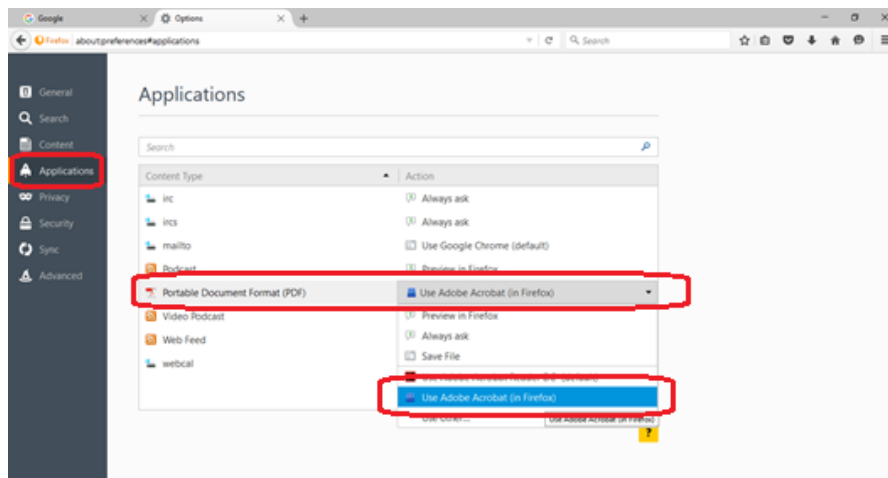 Google
Options
Firefox about:preferences#applications
Search
General
Search
Content
Applications
Privacy
Security
Sync
Advanced
Applications
Search
Content Type Action
irc Always ask
ircs Always ask
mailto Use Google Chrome (default)
Podcast Preview in Firefox
Portable Document Format (PDF) Use Adobe Acrobat (in Firefox)
Video Podcast Preview in Firefox
Always ask
Web Feed
Save File
webcal
Use Adobe Acrobat (in Firefox)
Use Other...
Use Adobe Acrobat (in Firefox)
?